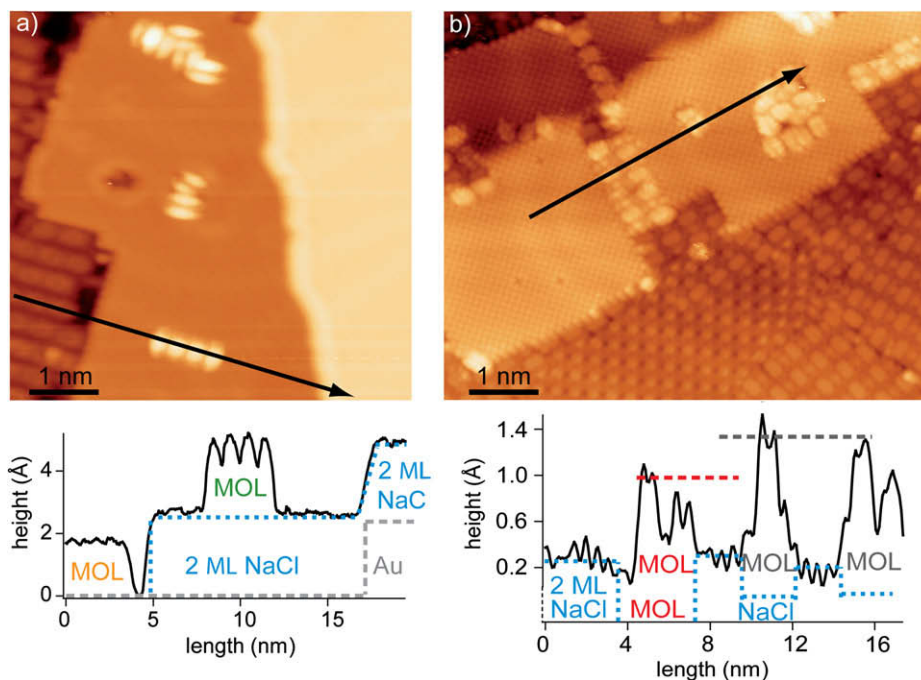 a)
1 nm
b)
1 nm
height (Å)
4
2
0
MOL
MOL
2 ML NaCl
2 ML
NaC
Au
0
5
10
15
length (nm)
height (Å)
1.4
1.0
0.6
0.2
2 ML
NaCl
MOL
MOL
MOL
NaCl
MOL
0
4
8
12
16
length (nm)